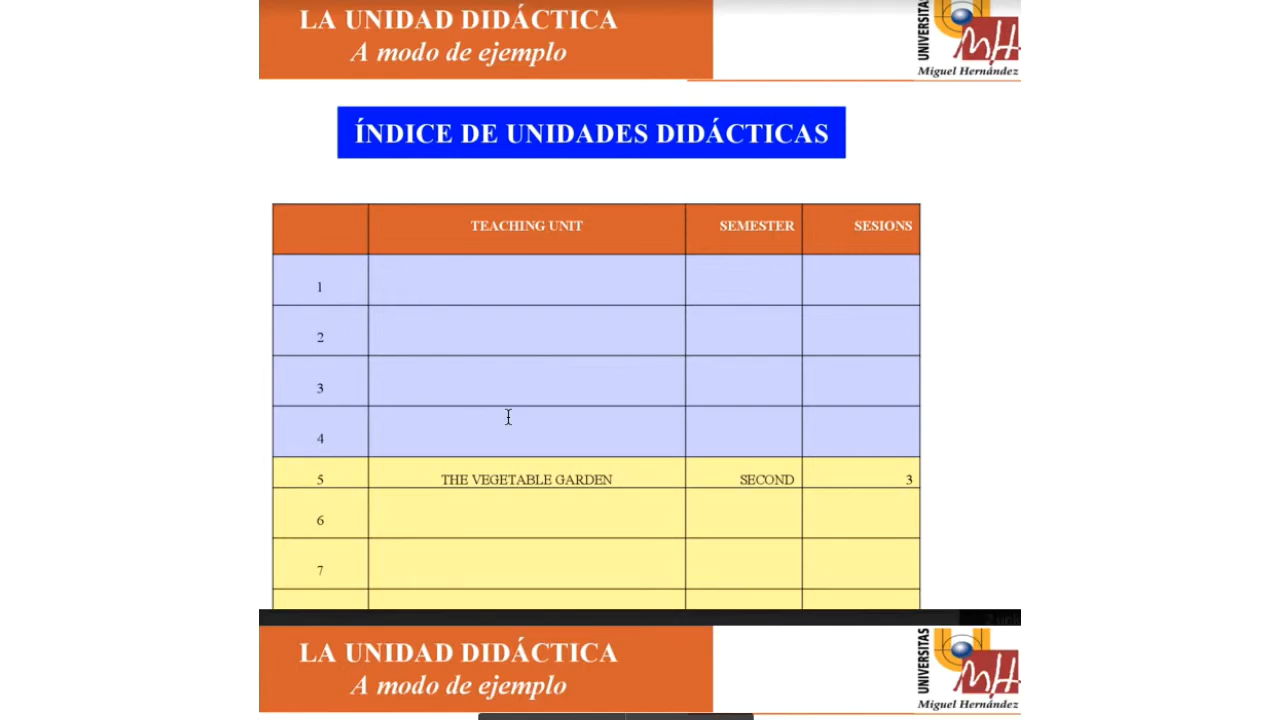 LA UNIDAD DIDÁCTICA
A modo de ejemplo
UNIVERSITAS
Miguel Hernández
ÍNDICE DE UNIDADES DIDÁCTICAS
TEACHING UNIT SEMESTER SESIONS
1
2
3
4
5 THE VEGETABLE GARDEN SECOND 3
6
7
LA UNIDAD DIDÁCTICA
A modo de ejemplo
UNIVERSITAS
Miguel Hernández